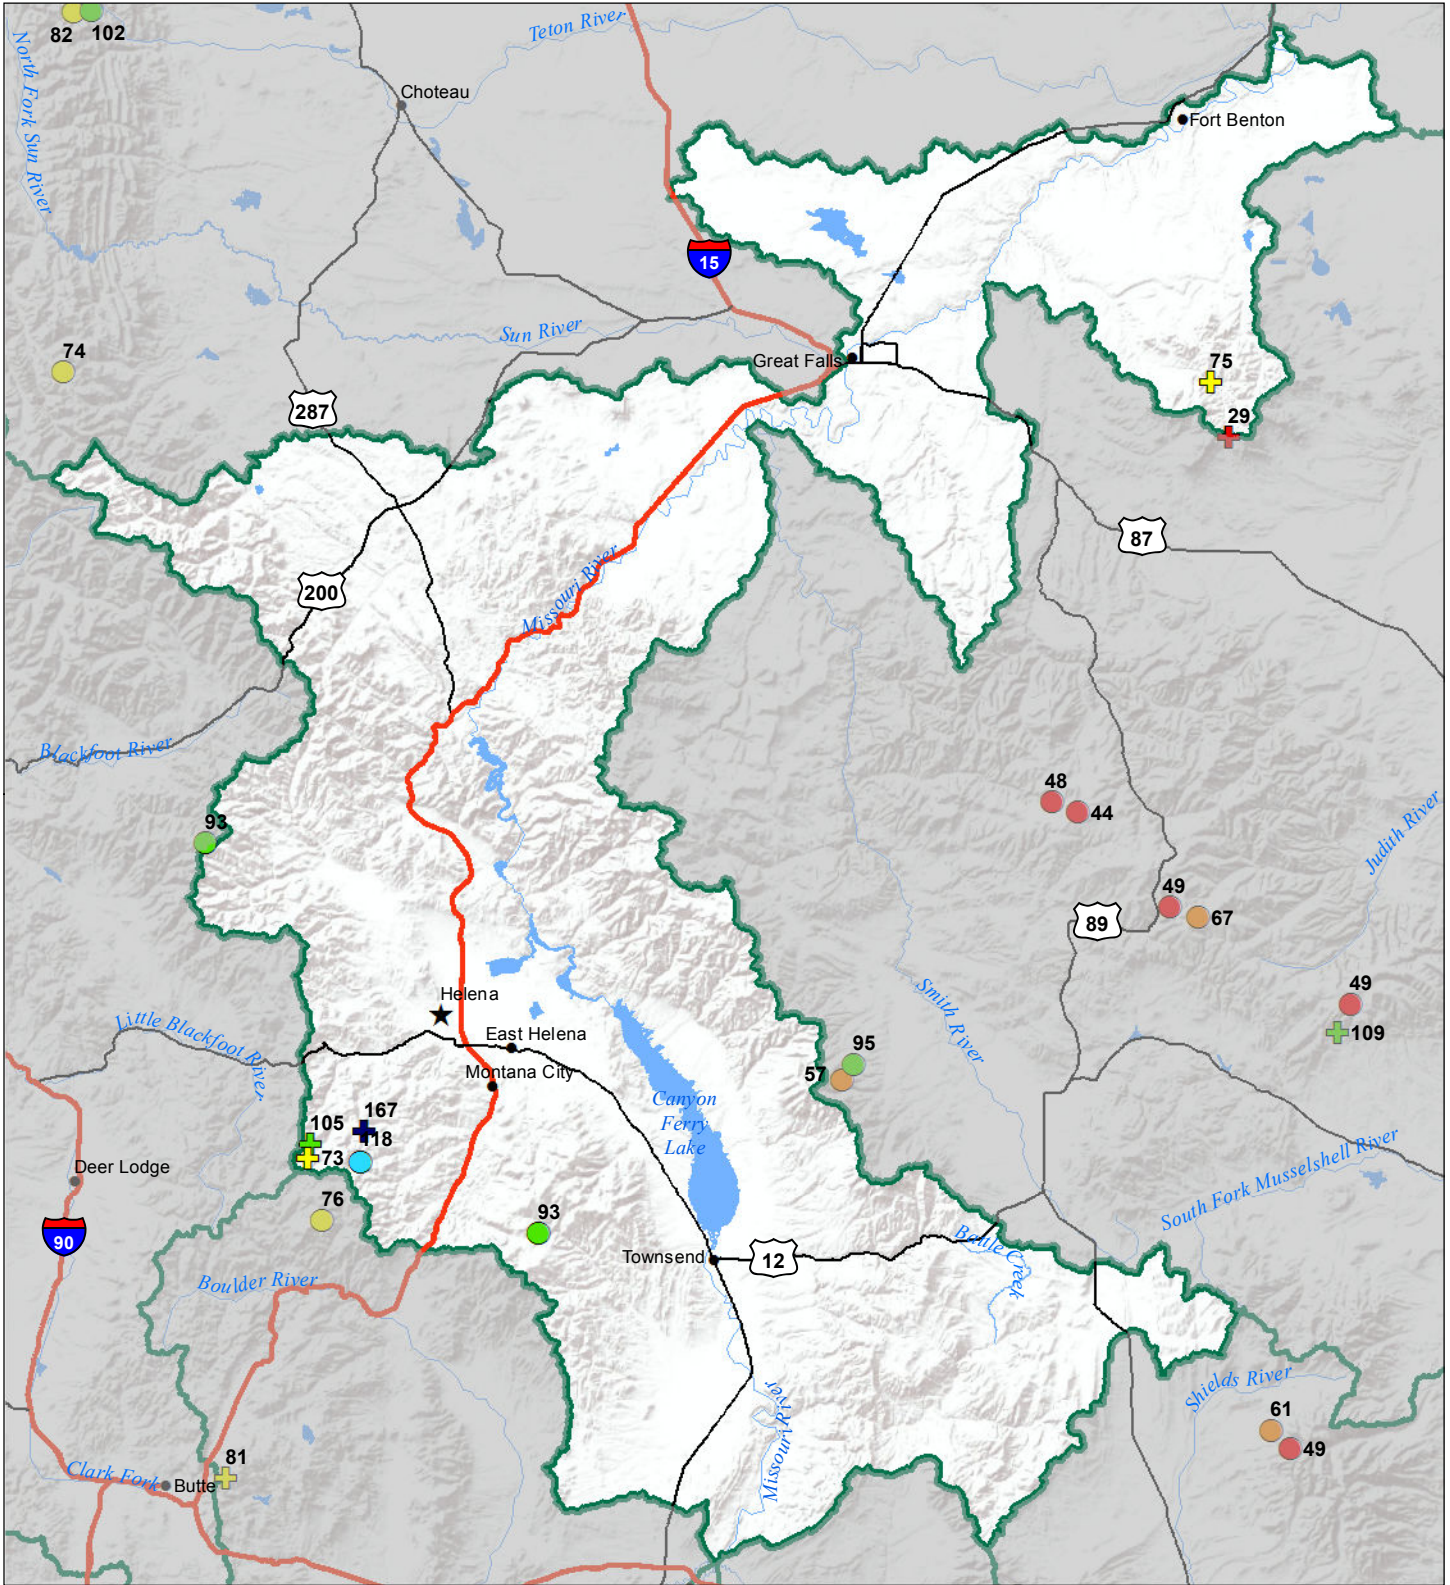 82
102
Teton River
North Fork Sun River
Choteau
Fort Benton
15
Sun River
Great Falls
74
75
287
29
87
200
Missouri River
Blackfoot River
48
44
Judith River
93
49
67
89
Helena
49
109
Smith River
Little Blackfoot River
East Helena
95
57
Montana City
Canyon
Ferry
Lake
167
105
118
73
Deer Lodge
South Fork Musselshell River
76
93
90
Battle Creek
Townsend
12
Boulder River
Shields River
Missouri River
61
49
81
Clark Fork
Butte